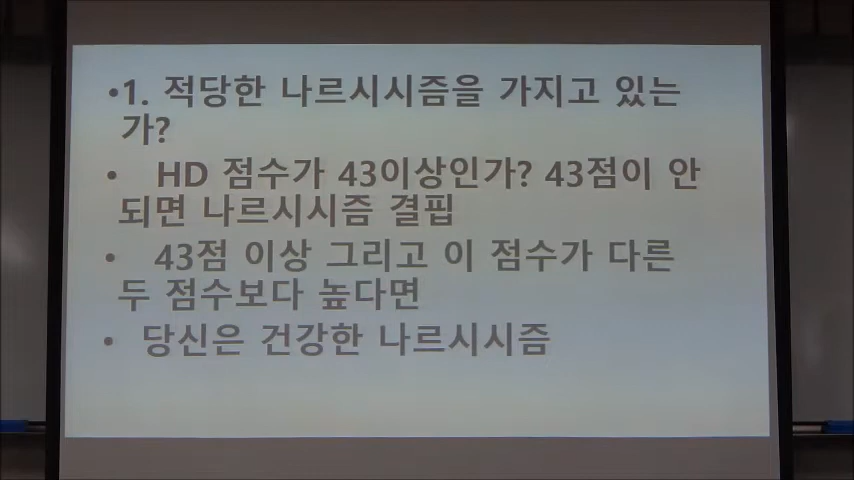 •1. 적당한 나르시시즘을 가지고 있는
가?
• HD 점수가 43이상인가? 43점이 안
되면 나르시시즘 결핍
• 43점 이상 그리고 이 점수가 다른
두 점수보다 높다면
• 당신은 건강한 나르시시즘